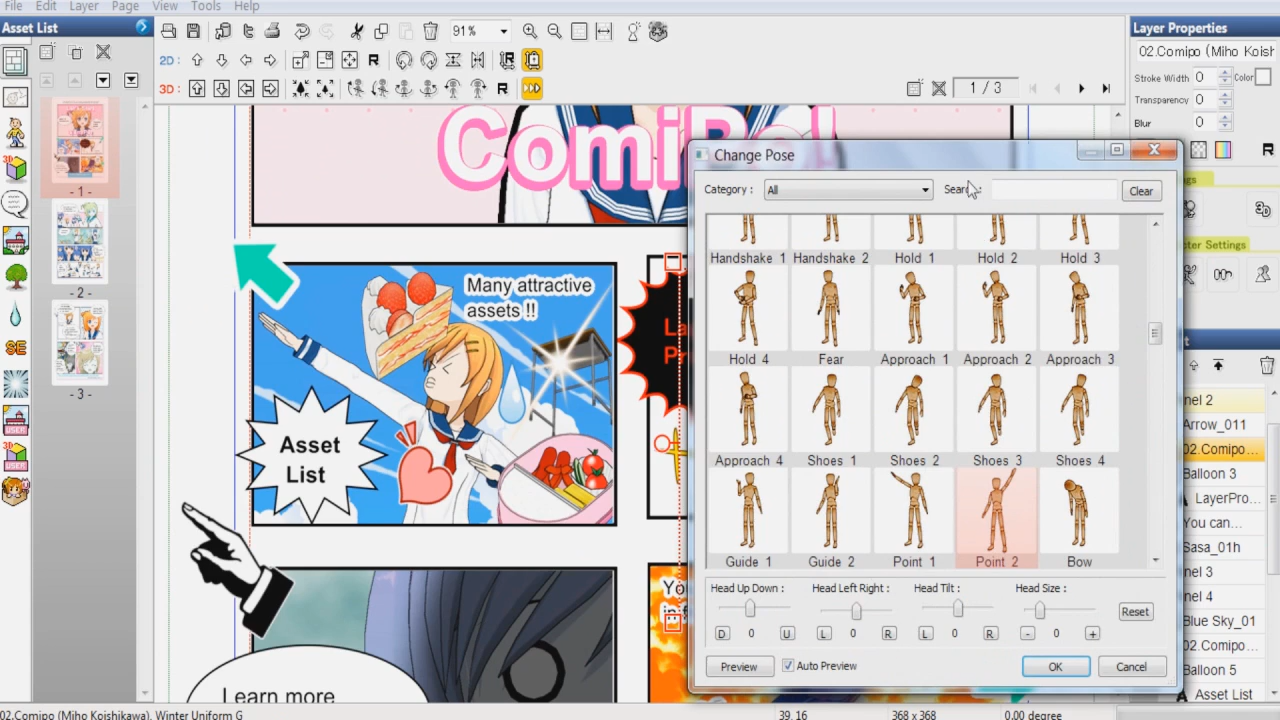 File Edit Layer Page View Tools Help
Asset List
91%
2D:
3D:
1 / 3
R
R
- 1 -
- 2 -
- 3 -
SE
3D
USER
3D
USER
Many attractive
assets !!
Asset
List
Learn more
Change Pose
Category : All Clear
Handshake 1 Handshake 2 Hold 1 Hold 2 Hold 3
Hold 4 Fear Approach 1 Approach 2 Approach 3
Approach 4 Shoes 1 Shoes 2 Shoes 3 Shoes 4
Guide 1 Guide 2 Point 1 Point 2 Bow
Head Up Down : Head Left Right : Head Tilt : Head Size :
Reset
D 0 U L 0 R L 0 R - 0 +
Preview Auto Preview OK Cancel
Layer Properties
02.Comipo (Miho Koish
Stroke Width 0 Color
Transparency 0
Blur 0
R
nel 2
Arrow_011
02.Comipo...
Balloon 3
LayerPro...
You can...
Sasa_01h
nel 3
nel 4
Blue Sky_01
02.Comipo...
Balloon 5
A Asset List
02.Comipo (Miho Koishikawa), Winter Uniform G 39, 16 368 x 368 0.00 degree